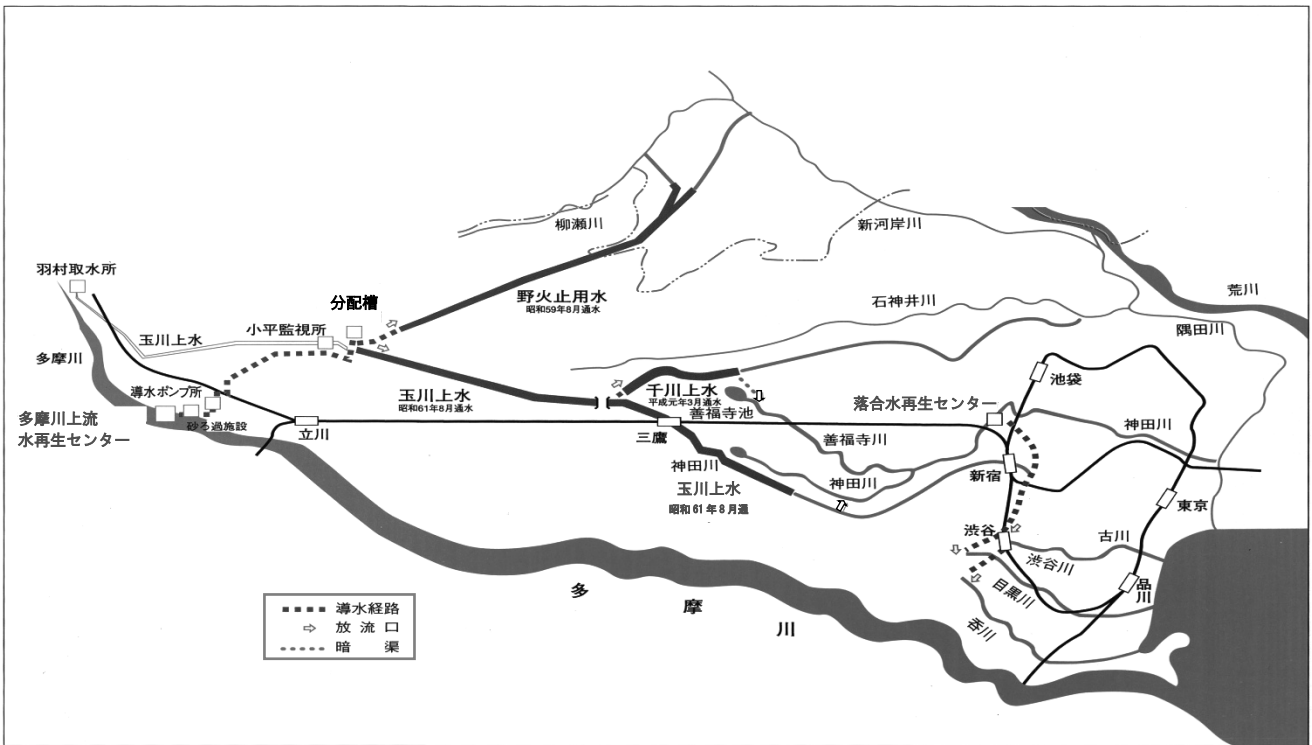 柳瀬川
新河岸川
羽村取水所
荒川
野火止用水
昭和59年8月通水
分配槽
石神井川
玉川上水
小平監視所
隅田川
多摩川
池袋
導水ポンプ所
玉川上水
昭和61年8月通水
千川上水
平成元年3月通水
善福寺池
落合水再生センター
多摩川上流
水再生センター
砂ろ過施設
立川
三鷹
善福寺川
神田川
神田川
新宿
神田川
玉川上水
昭和61年8月通
東京
渋谷
古川
渋谷川
目黒川
品川
呑川
多摩川
導水経路
放流口
暗渠